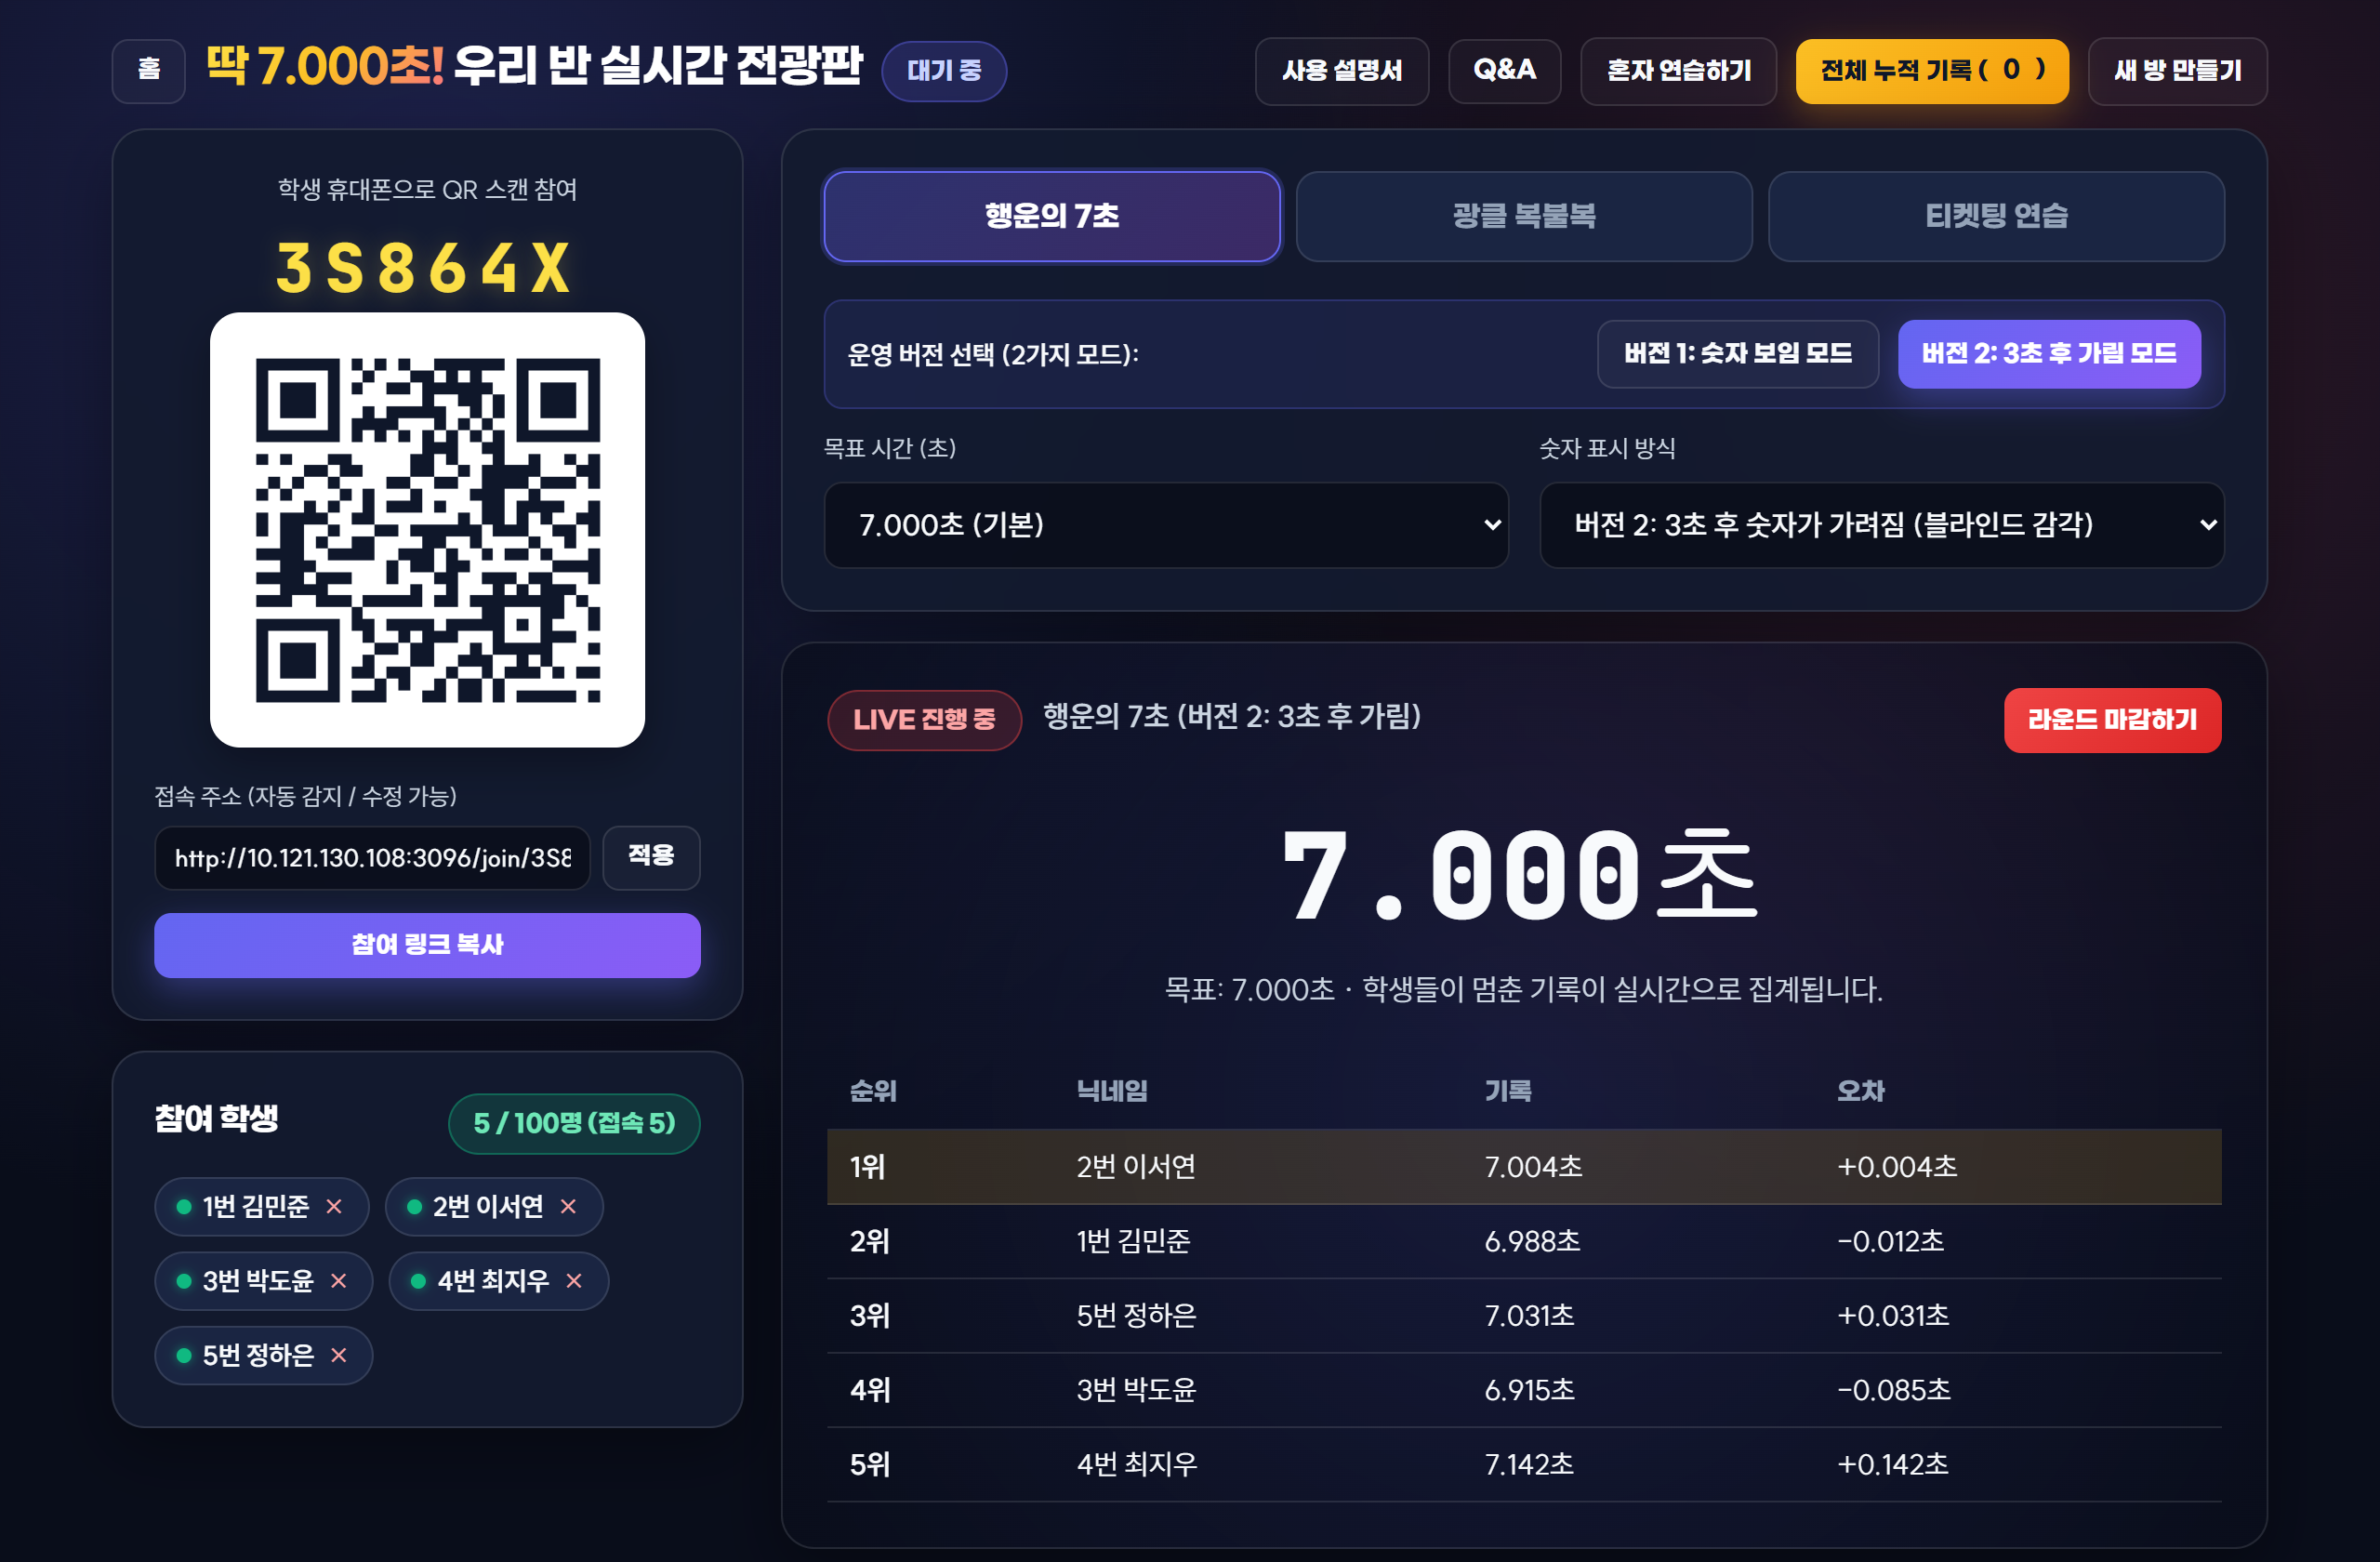 홈
딱 7.000초! 우리 반 실시간 전광판
대기 중
사용 설명서
Q&A
혼자 연습하기
전체 누적 기록 ( 0 )
새 방 만들기
학생 휴대폰으로 QR 스캔 참여
3S864X
접속 주소 (자동 감지 / 수정 가능)
http://10.121.130.108:3096/join/3S8
적용
참여 링크 복사
참여 학생
5 / 100명 (접속 5)
1번 김민준 ×
2번 이서연 ×
3번 박도윤 ×
4번 최지우 ×
5번 정하은 ×
행운의 7초
광클 복불복
티켓팅 연습
운영 버전 선택 (2가지 모드):
버전 1: 숫자 보임 모드
버전 2: 3초 후 가림 모드
목표 시간 (초)
숫자 표시 방식
7.000초 (기본)
버전 2: 3초 후 숫자가 가려짐 (블라인드 감각)
LIVE 진행 중
행운의 7초 (버전 2: 3초 후 가림)
라운드 마감하기
7.000초
목표: 7.000초 · 학생들이 멈춘 기록이 실시간으로 집계됩니다.
순위 닉네임 기록 오차
1위 2번 이서연 7.004초 +0.004초
2위 1번 김민준 6.988초 -0.012초
3위 5번 정하은 7.031초 +0.031초
4위 3번 박도윤 6.915초 -0.085초
5위 4번 최지우 7.142초 +0.142초